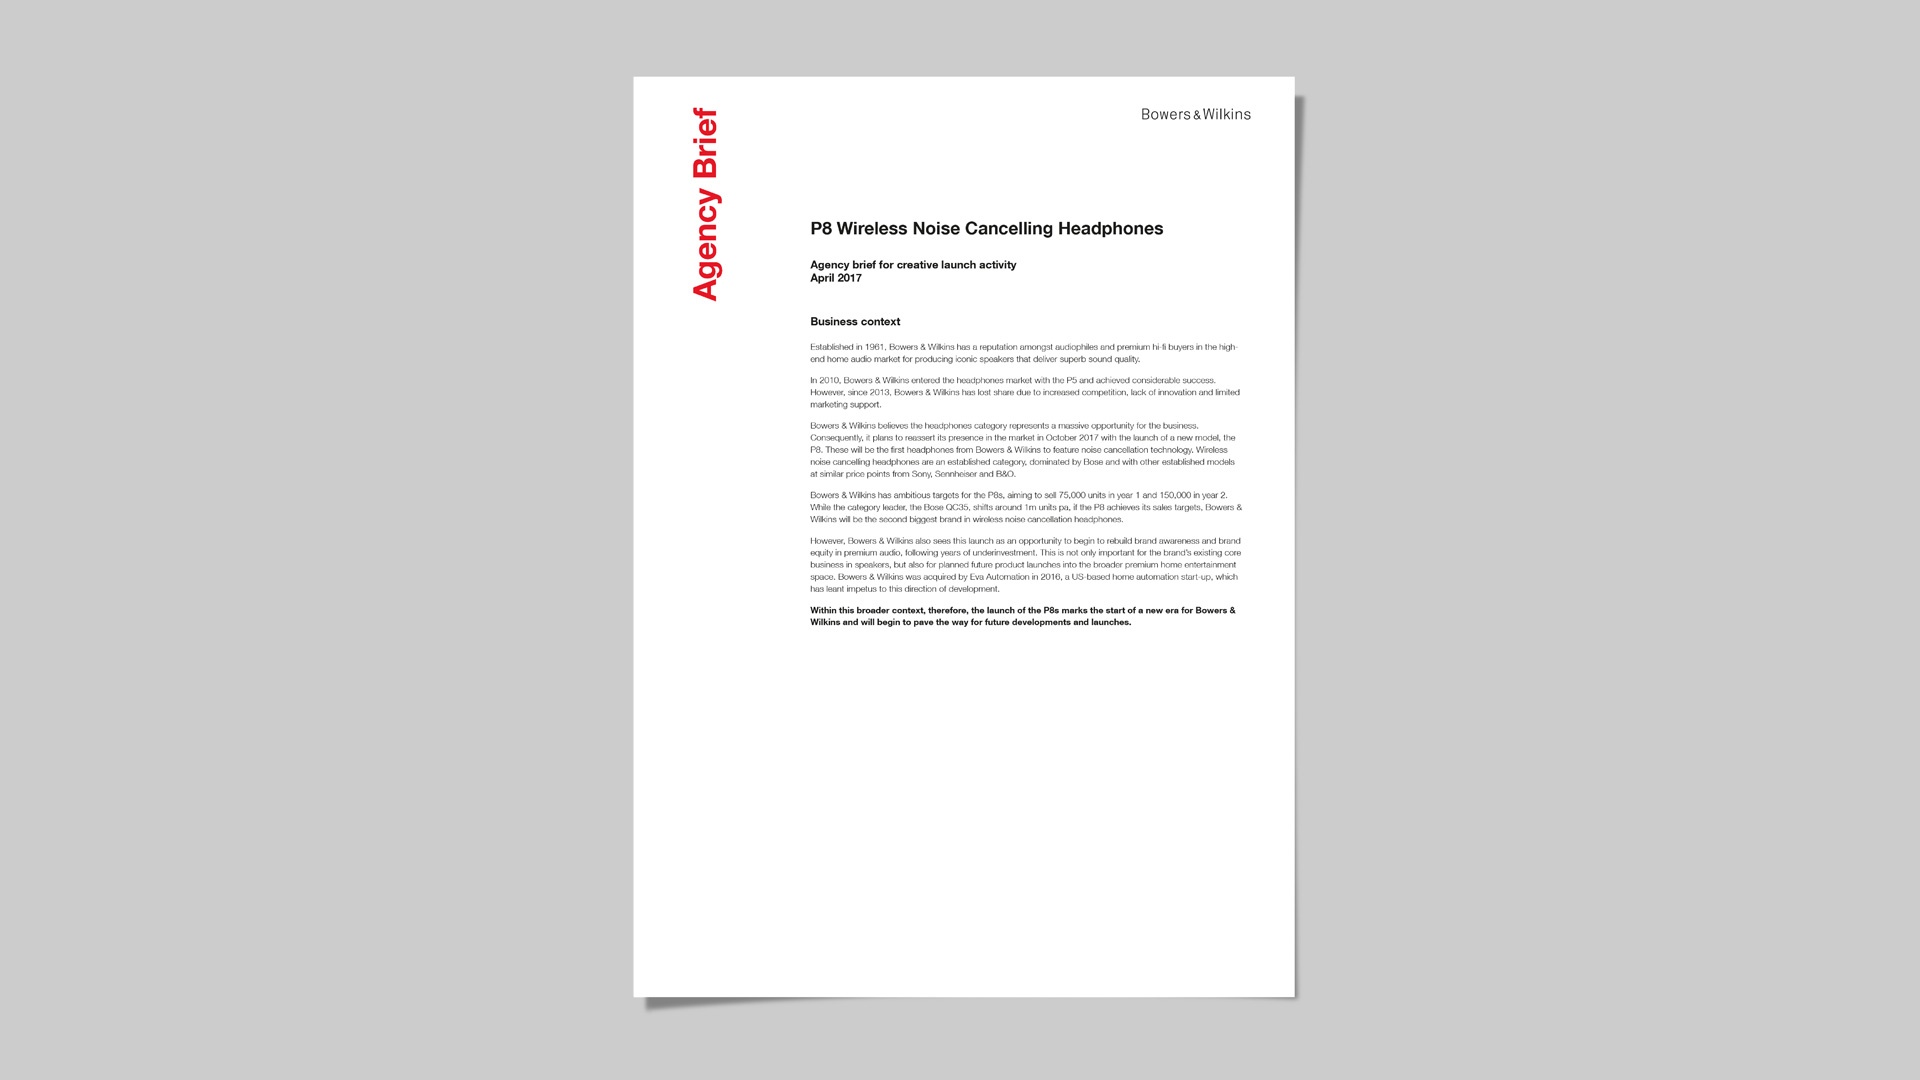 Agency Brief
Bowers & Wilkins
P8 Wireless Noise Cancelling Headphones
Agency brief for creative launch activity
April 2017
Business context
Established in 1961, Bowers & Wilkins has a reputation amongst audiophiles and premium hi-fi buyers in the high-
end home audio market for producing iconic speakers that deliver superb sound quality.
In 2010, Bowers & Wilkins entered the headphones market with the P5 and achieved considerable success.
However, since 2013, Bowers & Wilkins has lost share due to increased competition, lack of innovation and limited
marketing support.
Bowers & Wilkins believes the headphones category represents a massive opportunity for the business.
Consequently, it plans to reassert its presence in the market in October 2017 with the launch of a new model, the
P8. These will be the first headphones from Bowers & Wilkins to feature noise cancellation technology. Wireless
noise cancelling headphones are an established category, dominated by Bose and with other established models
at similar price points from Sony, Sennheiser and B&O.
Bowers & Wilkins has ambitious targets for the P8s, aiming to sell 75,000 units in year 1 and 150,000 in year 2.
While the category leader, the Bose QC35, shifts around 1m units pa, if the P8 achieves its sales targets, Bowers &
Wilkins will be the second biggest brand in wireless noise cancellation headphones.
However, Bowers & Wilkins also sees this launch as an opportunity to begin to rebuild brand awareness and brand
equity in premium audio, following years of underinvestment. This is not only important for the brand's existing core
business in speakers, but also for planned future product launches into the broader premium home entertainment
space. Bowers & Wilkins was acquired by Eva Automation in 2016, a US-based home automation start-up, which
has leant impetus to this direction of development.
Within this broader context, therefore, the launch of the P8s marks the start of a new era for Bowers &
Wilkins and will begin to pave the way for future developments and launches.